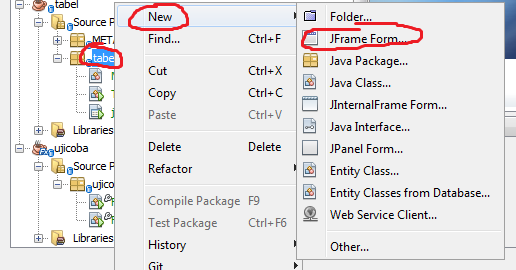 tabel
Source P
META
tabel
Libraries
ujicoba
Source P
ujico
Libraries
New
Find... Ctrl+F
Cut Ctrl+X
Copy Ctrl+C
Paste Ctrl+V
Delete Delete
Refactor
Compile Package F9
Test Package Ctrl+F6
History
Git
Folder...
JFrame Form...
Java Package...
Java Class...
JInternalFrame Form...
Java Interface...
JPanel Form...
Entity Class...
Entity Classes from Database...
Web Service Client...
Other...